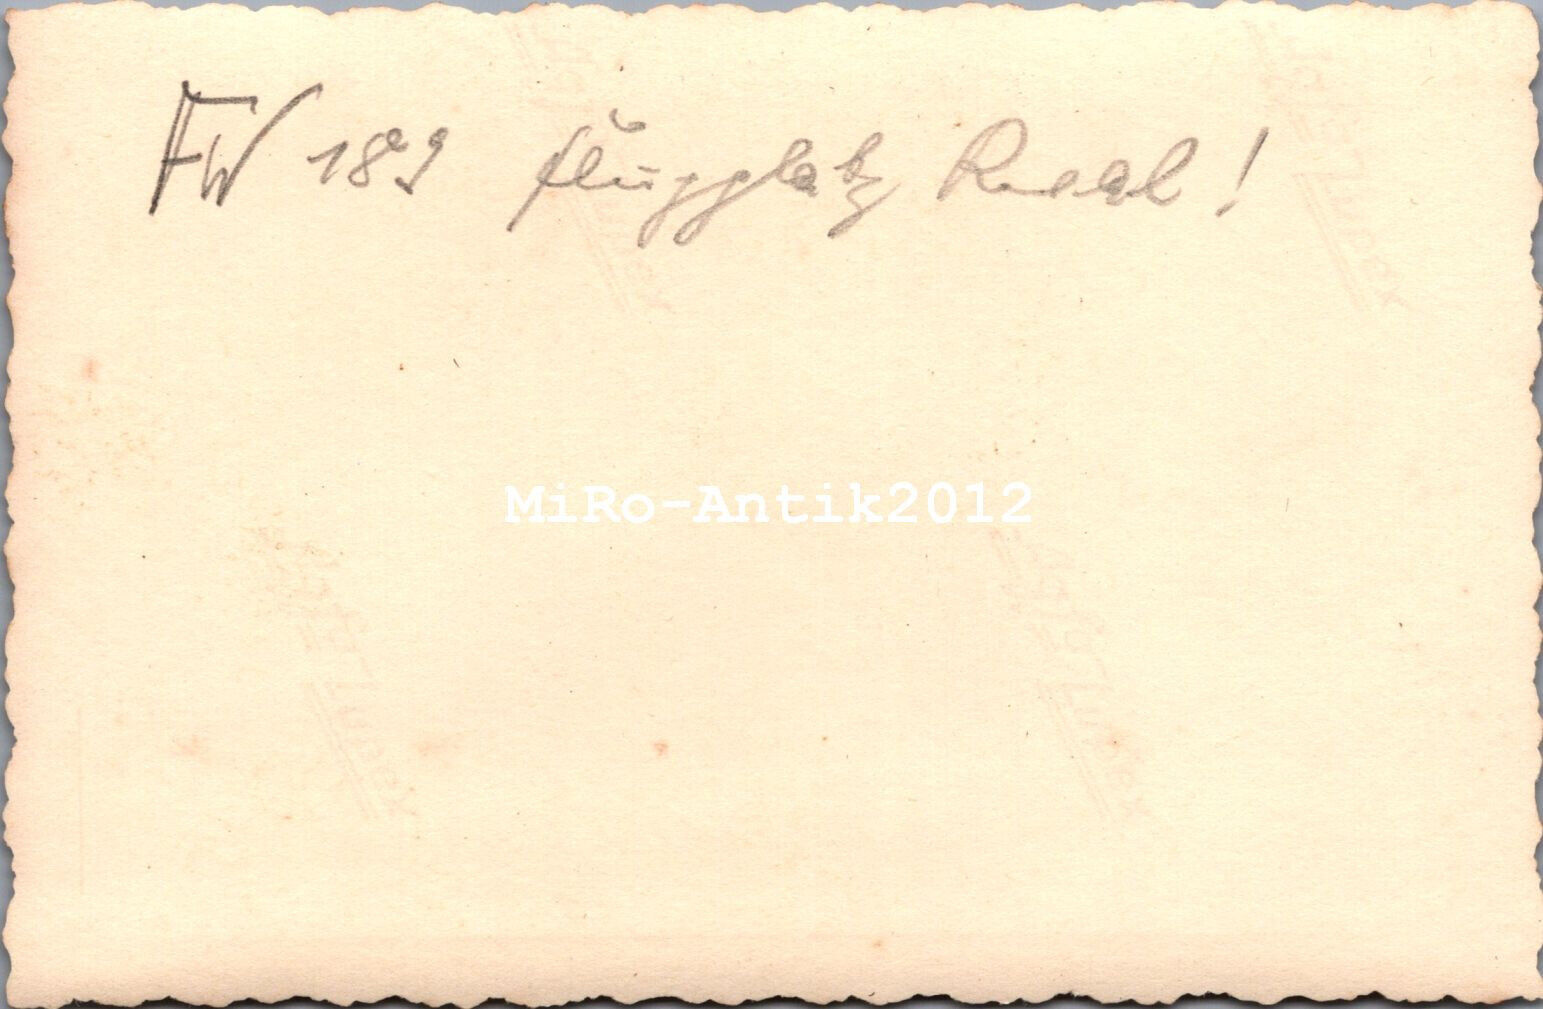 FW 189 flugplatz Reval!
MiRo-Antik2012